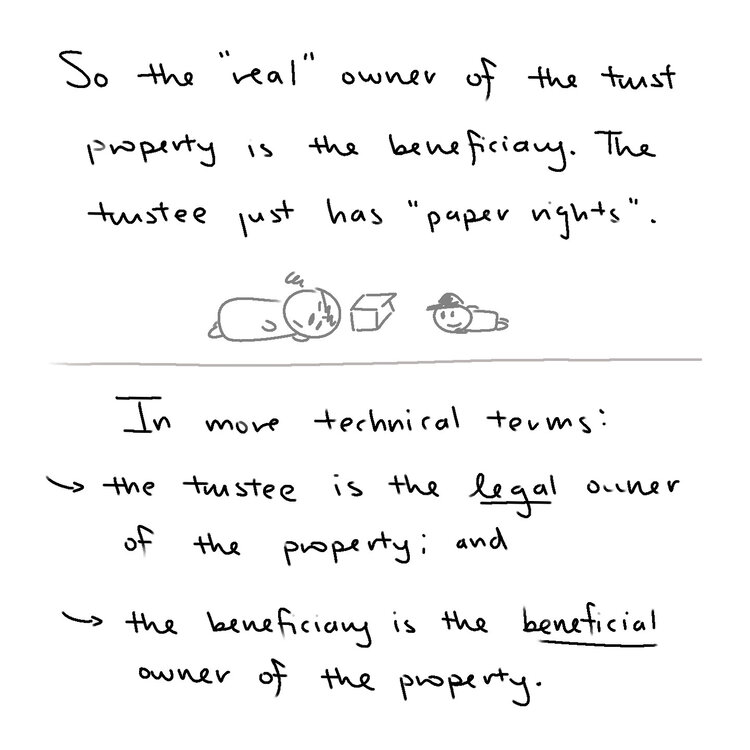 So the "real" owner of the trust
property is the beneficiary. The
trustee just has "paper rights".
In more technical terms:
→ the trustee is the legal owner
of the property; and
→ the beneficiary is the beneficial
owner of the property.